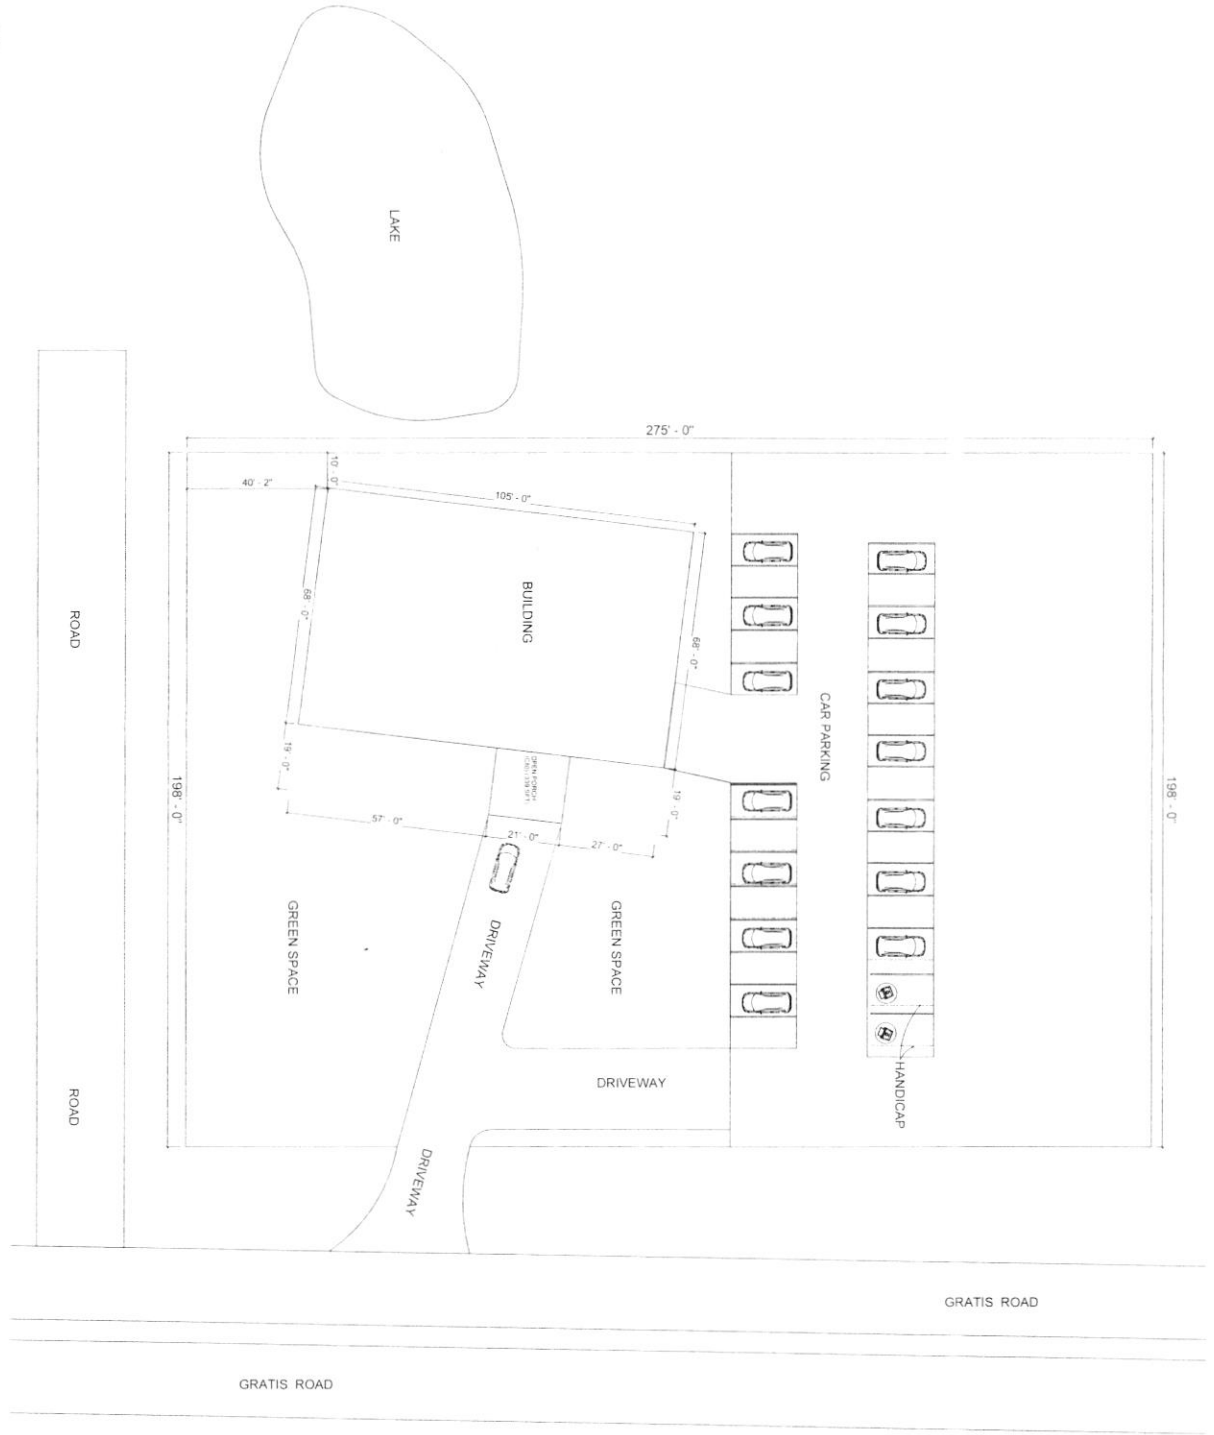 LAKE
275' - 0"
10' - 0"
40' - 2"
105' - 0"
ROAD
BUILDING
68' - 0"
68' - 0"
CAR PARKING
198' - 0"
198' - 0"
OPEN PORCH
19' - 0"
19' - 0"
57' - 0"
21' - 0"
27' - 0"
GREEN SPACE
DRIVEWAY
GREEN SPACE
DRIVEWAY
HANDICAP
ROAD
DRIVEWAY
GRATIS ROAD
GRATIS ROAD